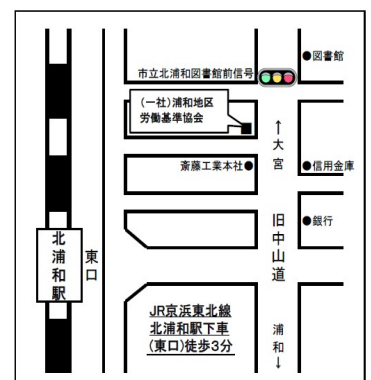 ●図書館
市立北浦和図書館前信号
(一社)浦和地区
労働基準協会
↑大宮
斎藤工業本社●
●信用金庫
●銀行
旧中山道
北浦和駅
東口
JR京浜東北線
北浦和駅下車
(東口)徒歩3分
浦和↓